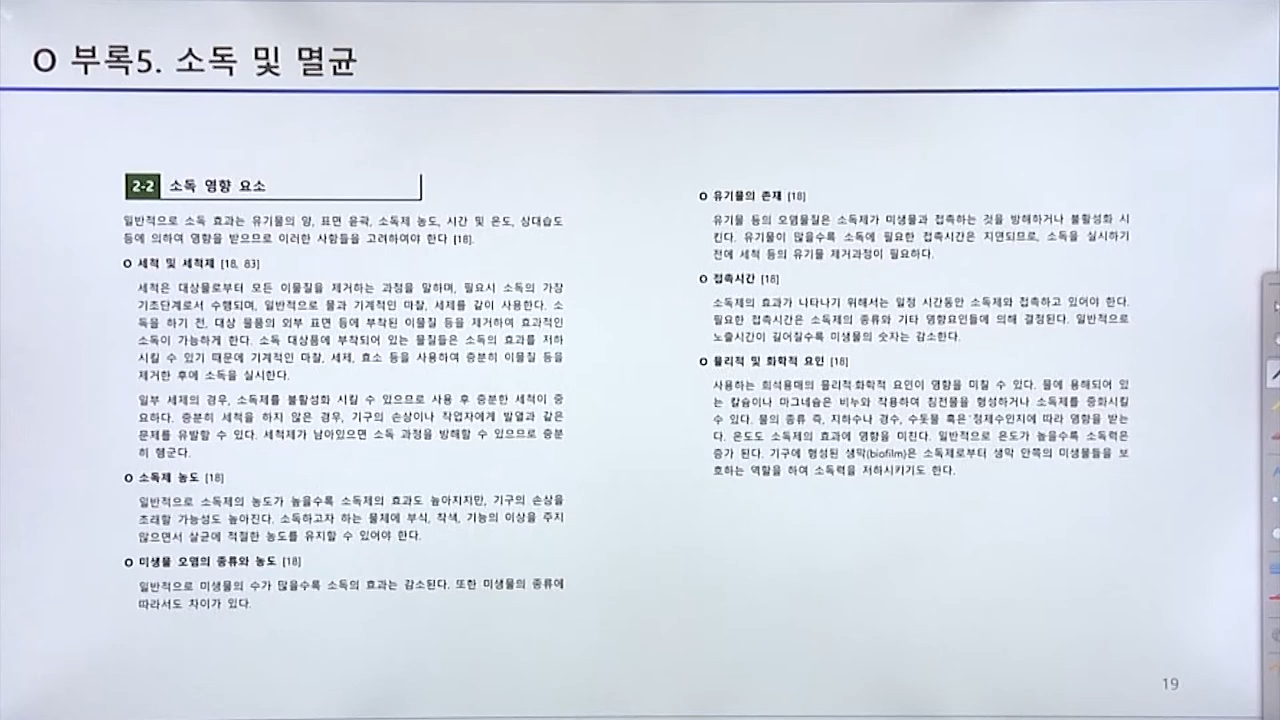 O 부록5. 소독 및 멸균
2-2 소독 영향 요소
일반적으로 소독 효과는 유기물의 양, 표면 윤곽, 소독제 농도, 시간 및 온도, 상대습도
등에 의하여 영향을 받으므로 이러한 사항들을 고려하여야 한다 [18].
O 세척 및 세척제 [18, 83]
세척은 대상물로부터 모든 이물질을 제거하는 과정을 말하며, 필요시 소독의 가장
기초단계로서 수행되며, 일반적으로 물과 기계적인 마찰, 세제를 같이 사용한다. 소
독을 하기 전, 대상 물품의 외부 표면 등에 부착된 이물질 등을 제거하여 효과적인
소독이 가능하게 한다. 소독 대상품에 부착되어 있는 물질들은 소독의 효과를 저하
시킬 수 있기 때문에 기계적인 마찰, 세제, 효소 등을 사용하여 충분히 이물질 등을
제거한 후에 소독을 실시한다.
일부 세제의 경우, 소독제를 불활성화 시킬 수 있으므로 사용 후 충분한 세척이 중
요하다. 충분히 세척을 하지 않은 경우, 기구의 손상이나 작업자에게 발열과 같은
문제를 유발할 수 있다. 세척제가 남아있으면 소독 과정을 방해할 수 있으므로 충분
히 헹군다.
O 소독제 농도 [18]
일반적으로 소독제의 농도가 높을수록 소독제의 효과도 높아지지만, 기구의 손상을
초래할 가능성도 높아진다. 소독하고자 하는 물체에 부식, 착색, 기능의 이상을 주지
않으면서 살균에 적절한 농도를 유지할 수 있어야 한다.
O 미생물 오염의 종류와 농도 [18]
일반적으로 미생물의 수가 많을수록 소독의 효과는 감소된다. 또한 미생물의 종류에
따라서도 차이가 있다.
O 유기물의 존재 [18]
유기물 등의 오염물질은 소독제가 미생물과 접촉하는 것을 방해하거나 불활성화 시
킨다. 유기물이 많을수록 소독에 필요한 접촉시간은 지연되므로, 소독을 실시하기
전에 세척 등의 유기물 제거과정이 필요하다.
O 접촉시간 [18]
소독제의 효과가 나타나기 위해서는 일정 시간동안 소독제와 접촉하고 있어야 한다.
필요한 접촉시간은 소독제의 종류와 기타 영향요인들에 의해 결정된다. 일반적으로
노출시간이 길어질수록 미생물의 숫자는 감소한다.
O 물리적 및 화학적 요인 [18]
사용하는 희석용매의 물리적·화학적 요인이 영향을 미칠 수 있다. 물에 용해되어 있
는 칼슘이나 마그네슘은 비누와 작용하여 침전물을 형성하거나 소독제를 중화시킬
수 있다. 물의 종류 즉, 지하수나 경수, 수돗물 혹은 정제수인지에 따라 영향을 받는
다. 온도도 소독제의 효과에 영향을 미친다. 일반적으로 온도가 높을수록 소독력은
증가 된다. 기구에 형성된 생막(biofilm)은 소독제로부터 생막 안쪽의 미생물들을 보
호하는 역할을 하여 소독력을 저하시키기도 한다.
19